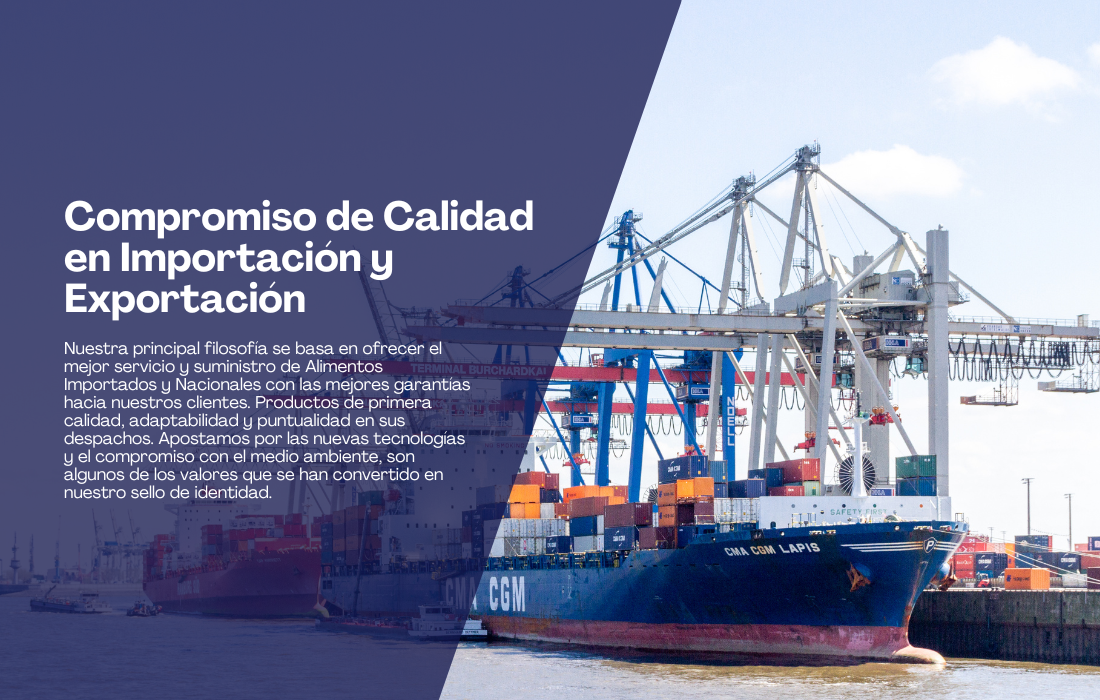 Compromiso de Calidad
en Importación y
Exportación
Nuestra principal filosofía se basa en ofrecer el
mejor servicio y suministro de Alimentos
Importados y Nacionales con las mejores garantías
hacia nuestros clientes. Productos de primera
calidad, adaptabilidad y puntualidad en sus
despachos. Apostamos por las nuevas tecnologías
y el compromiso con el medio ambiente, son
algunos de los valores que se han convertido en
nuestro sello de identidad.
TERMINAL BURCHARDKAI
NOELL
SAFETY FIRST
CMA CGM LAPIS
CMA CGM